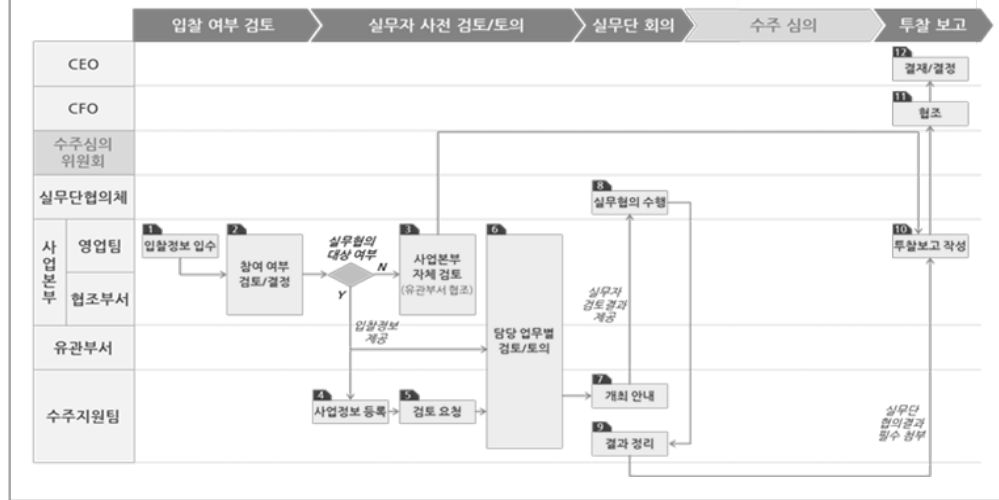 입찰 여부 검토
실무자 사전 검토/토의
실무단 회의
수주 심의
투찰 보고
CEO
12
결재/결정
CFO
11
협조
수주심의
위원회
실무단협의체
8
실무협의 수행
사업본부
영업팀
1
입찰정보 입수
2
참여 여부
검토/결정
실무협의
대상 여부
N
Y
3
사업본부
자체 검토
(유관부서 협조)
6
담당 업무별
검토/토의
10
투찰보고 작성
협조부서
실무자
검토결과
제공
입찰정보
제공
유관부서
수주지원팀
4
사업정보 등록
5
검토 요청
7
개최 안내
9
결과 정리
실무단
협의결과
필수 첨부